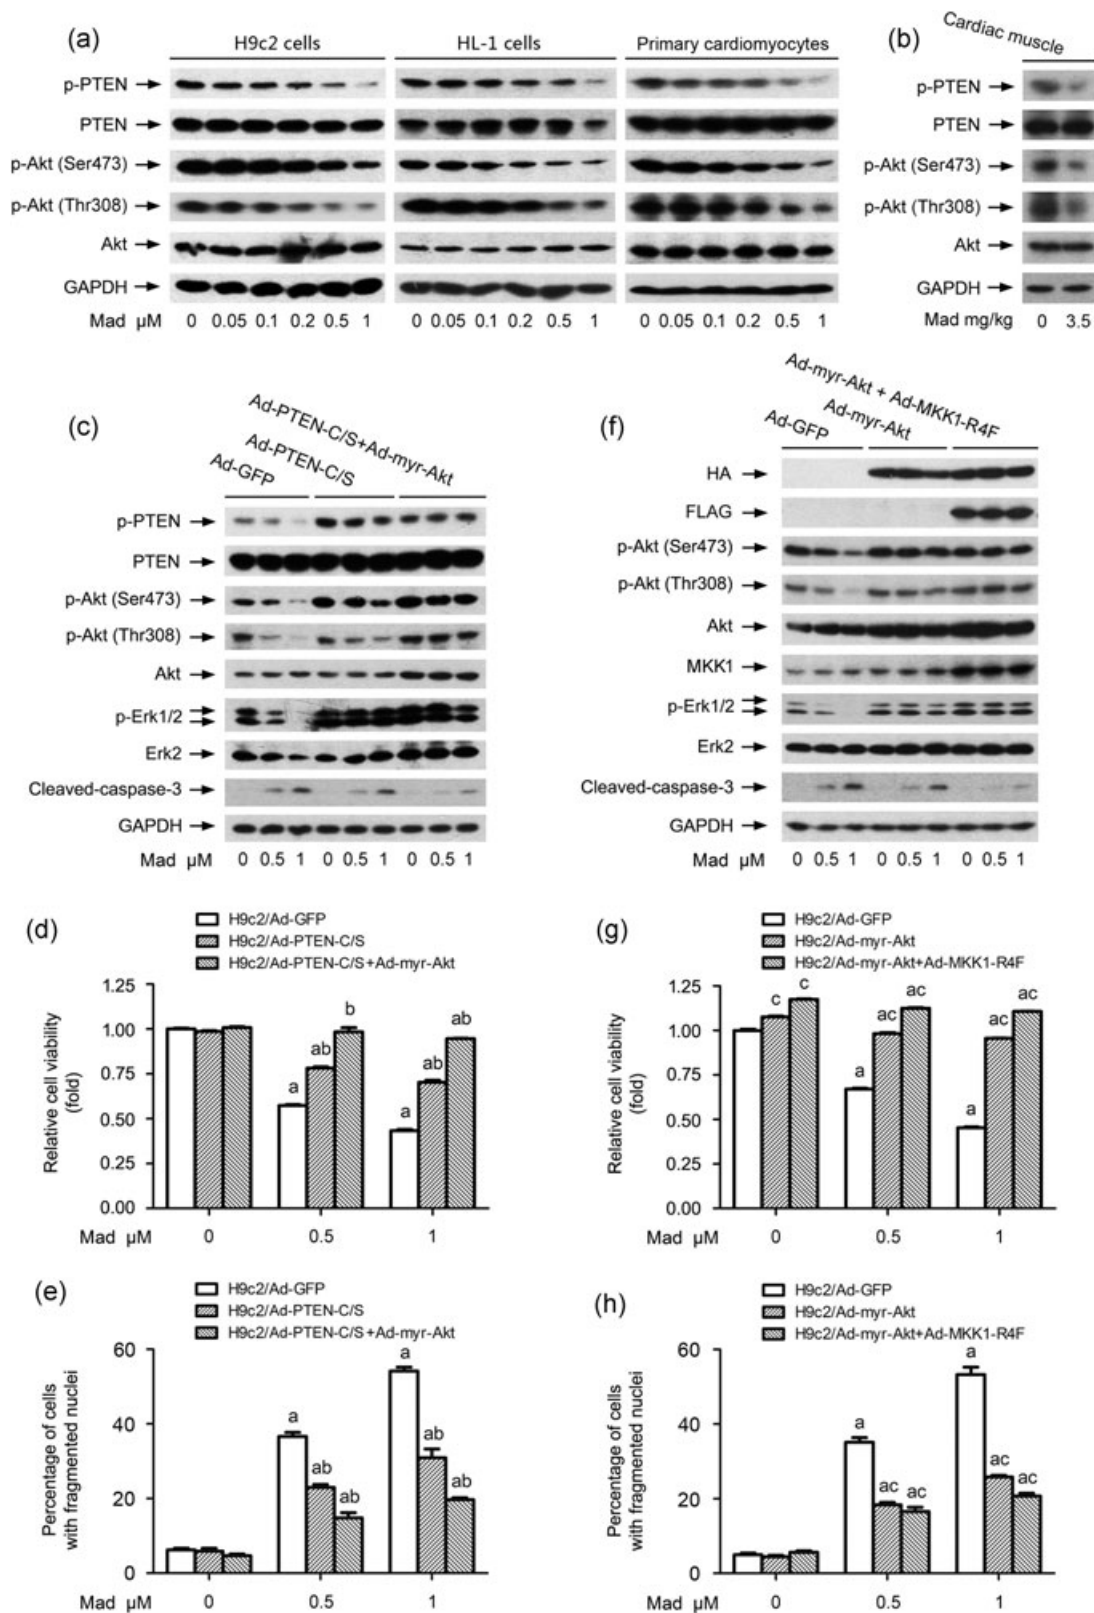 (a)
H9c2 cells
HL-1 cells
Primary cardiomyocytes
p-PTEN
PTEN
p-Akt (Ser473)
p-Akt (Thr308)
Akt
GAPDH
Mad μM 0 0.05 0.1 0.2 0.5 1 0 0.05 0.1 0.2 0.5 1 0 0.05 0.1 0.2 0.5 1
(b)
Cardiac muscle
p-PTEN
PTEN
p-Akt (Ser473)
p-Akt (Thr308)
Akt
GAPDH
Mad mg/kg 0 3.5
(c)
Ad-GFP
Ad-PTEN-C/S
Ad-PTEN-C/S+Ad-myr-Akt
p-PTEN
PTEN
p-Akt (Ser473)
p-Akt (Thr308)
Akt
p-Erk1/2
Erk2
Cleaved-caspase-3
GAPDH
Mad μM 0 0.5 1 0 0.5 1 0 0.5 1
(f)
Ad-GFP
Ad-myr-Akt
Ad-myr-Akt + Ad-MKK1-R4F
HA
FLAG
p-Akt (Ser473)
p-Akt (Thr308)
Akt
MKK1
p-Erk1/2
Erk2
Cleaved-caspase-3
GAPDH
Mad μM 0 0.5 1 0 0.5 1 0 0.5 1
(d)
H9c2/Ad-GFP
H9c2/Ad-PTEN-C/S
H9c2/Ad-PTEN-C/S+Ad-myr-Akt
Relative cell viability
(fold)
1.25
1.00
0.75
0.50
0.25
0.00
a
ab
b
a
ab
ab
Mad μM 0 0.5 1
(g)
H9c2/Ad-GFP
H9c2/Ad-myr-Akt
H9c2/Ad-myr-Akt+Ad-MKK1-R4F
Relative cell viability
(fold)
1.25
1.00
0.75
0.50
0.25
0.00
c
c
a
ac
ac
a
ac
ac
Mad μM 0 0.5 1
(e)
H9c2/Ad-GFP
H9c2/Ad-PTEN-C/S
H9c2/Ad-PTEN-C/S+Ad-myr-Akt
Percentage of cells
with fragmented nuclei
60
40
20
0
a
ab
ab
a
ab
ab
Mad μM 0 0.5 1
(h)
H9c2/Ad-GFP
H9c2/Ad-myr-Akt
H9c2/Ad-myr-Akt+Ad-MKK1-R4F
Percentage of cells
with fragmented nuclei
60
40
20
0
a
ac
ac
a
ac
ac
Mad μM 0 0.5 1